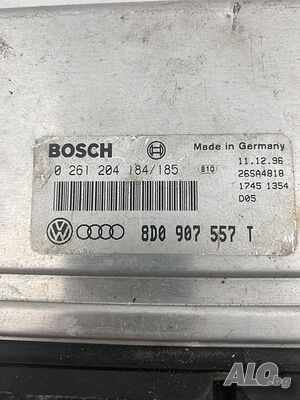 BOSCH
Made in Germany
0 261 204 184/185
810
11.12.96
26SA4818
1745 1354
D05
8D0 907 557 T
ALO.bg